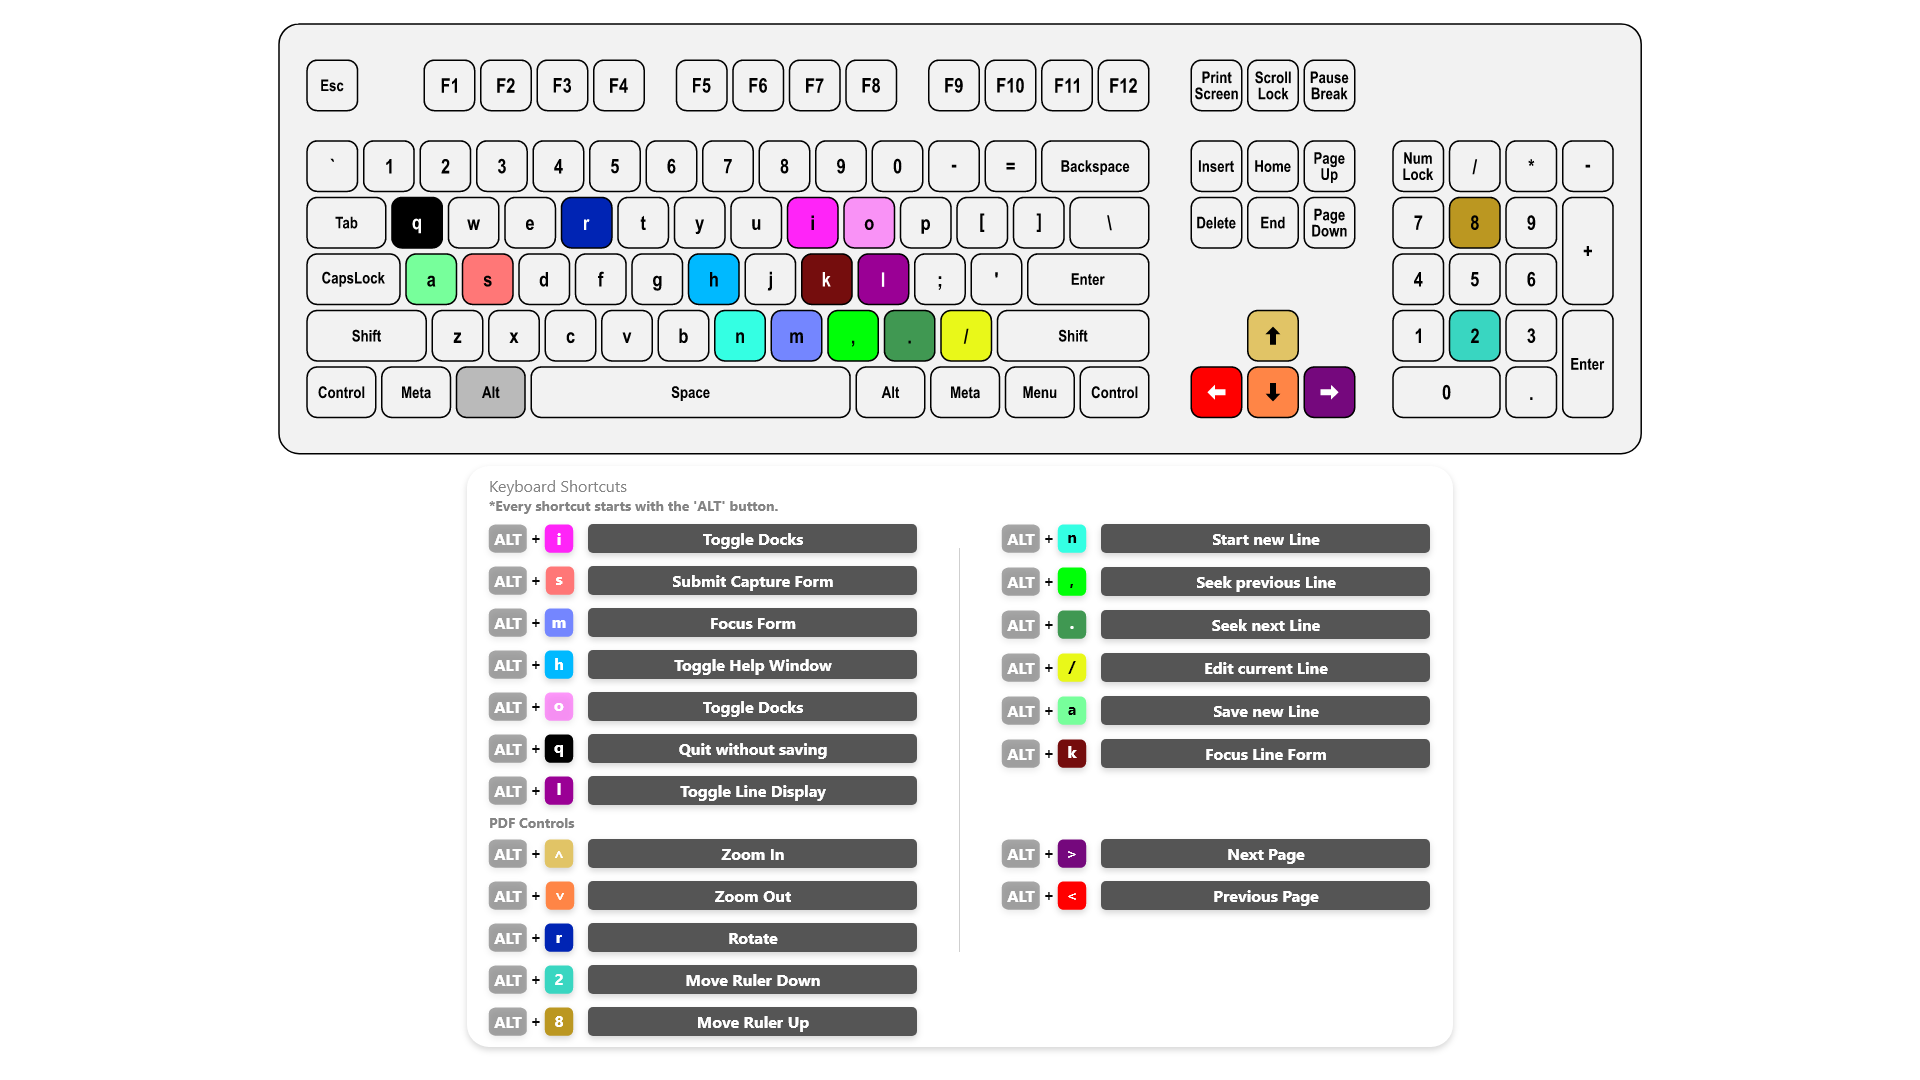 Esc F1 F2 F3 F4 F5 F6 F7 F8 F9 F10 F11 F12 Print Screen Scroll Lock Pause Break
` 1 2 3 4 5 6 7 8 9 0 - = Backspace Insert Home Page Up Num Lock / * -
Tab q w e r t y u i o p [ ] \ Delete End Page Down 7 8 9 +
CapsLock a s d f g h j k l ; ' Enter 4 5 6
Shift z x c v b n m , . / Shift ⬆ 1 2 3 Enter
Control Meta Alt Space Alt Meta Menu Control ⬅ ⬇ ➡ 0 .
Keyboard Shortcuts
*Every shortcut starts with the 'ALT' button.
ALT + i Toggle Docks
ALT + s Submit Capture Form
ALT + m Focus Form
ALT + h Toggle Help Window
ALT + o Toggle Docks
ALT + q Quit without saving
ALT + l Toggle Line Display
ALT + n Start new Line
ALT + , Seek previous Line
ALT + . Seek next Line
ALT + / Edit current Line
ALT + a Save new Line
ALT + k Focus Line Form
PDF Controls
ALT + ^ Zoom In
ALT + v Zoom Out
ALT + r Rotate
ALT + 2 Move Ruler Down
ALT + 8 Move Ruler Up
ALT + > Next Page
ALT + < Previous Page